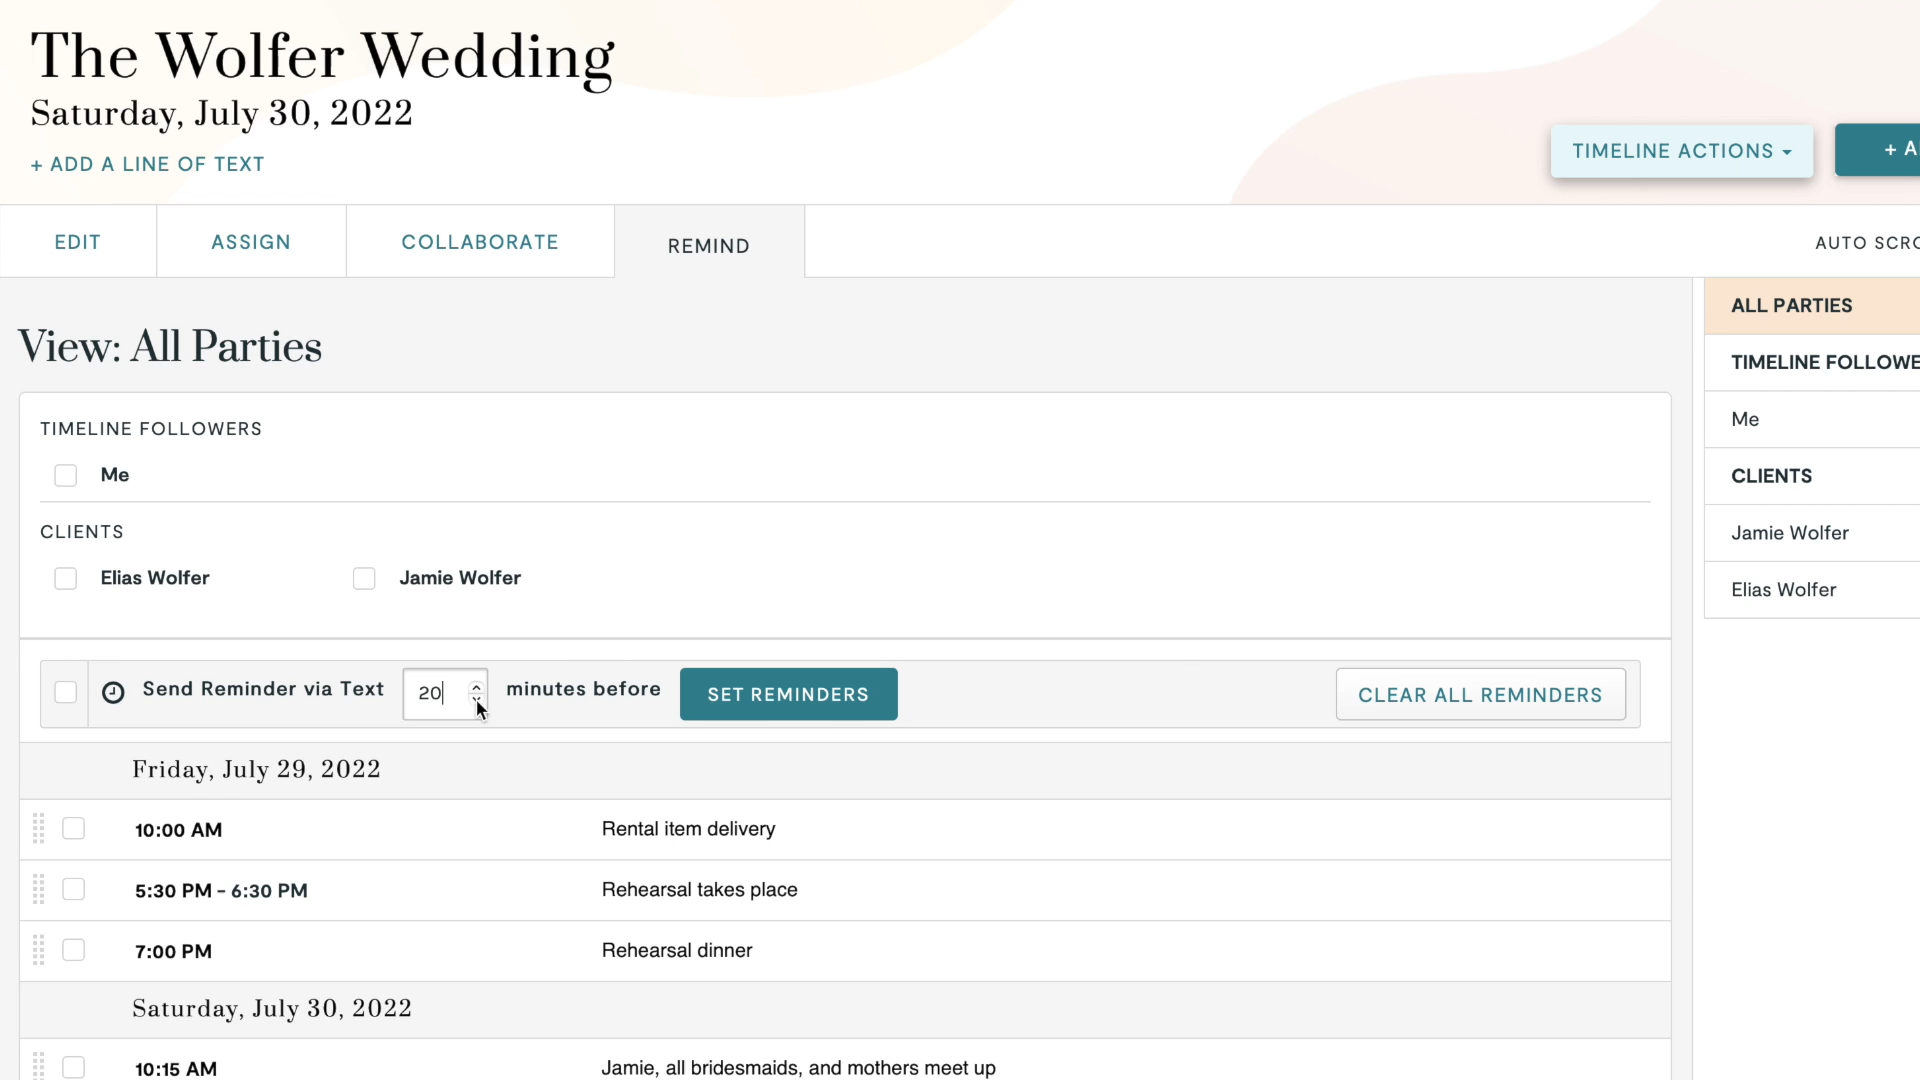 The Wolfer Wedding
Saturday, July 30, 2022
+ ADD A LINE OF TEXT
TIMELINE ACTIONS
+ A
EDIT
ASSIGN
COLLABORATE
REMIND
AUTO SCRO
View: All Parties
TIMELINE FOLLOWERS
Me
CLIENTS
Elias Wolfer
Jamie Wolfer
Send Reminder via Text 20 minutes before
SET REMINDERS
CLEAR ALL REMINDERS
Friday, July 29, 2022
10:00 AM Rental item delivery
5:30 PM - 6:30 PM Rehearsal takes place
7:00 PM Rehearsal dinner
Saturday, July 30, 2022
10:15 AM Jamie, all bridesmaids, and mothers meet up
ALL PARTIES
TIMELINE FOLLOWE
Me
CLIENTS
Jamie Wolfer
Elias Wolfer